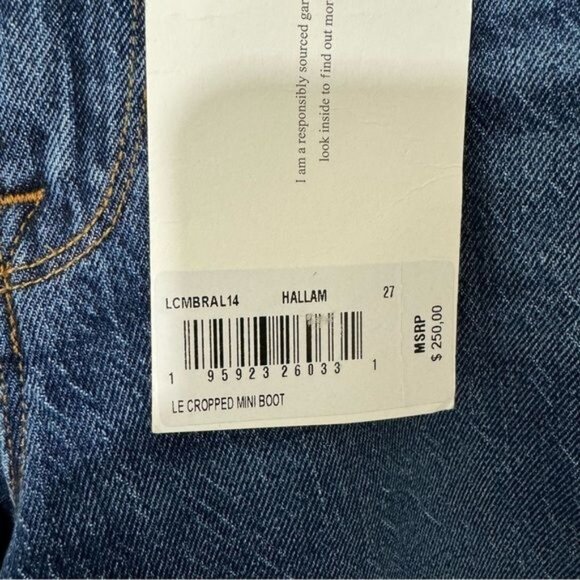 I am a responsibly sourced gar
look inside to find out mor
LCMBRAL14 HALLAM 27
1 95923 26033 1
LE CROPPED MINI BOOT
MSRP
$ 250,00